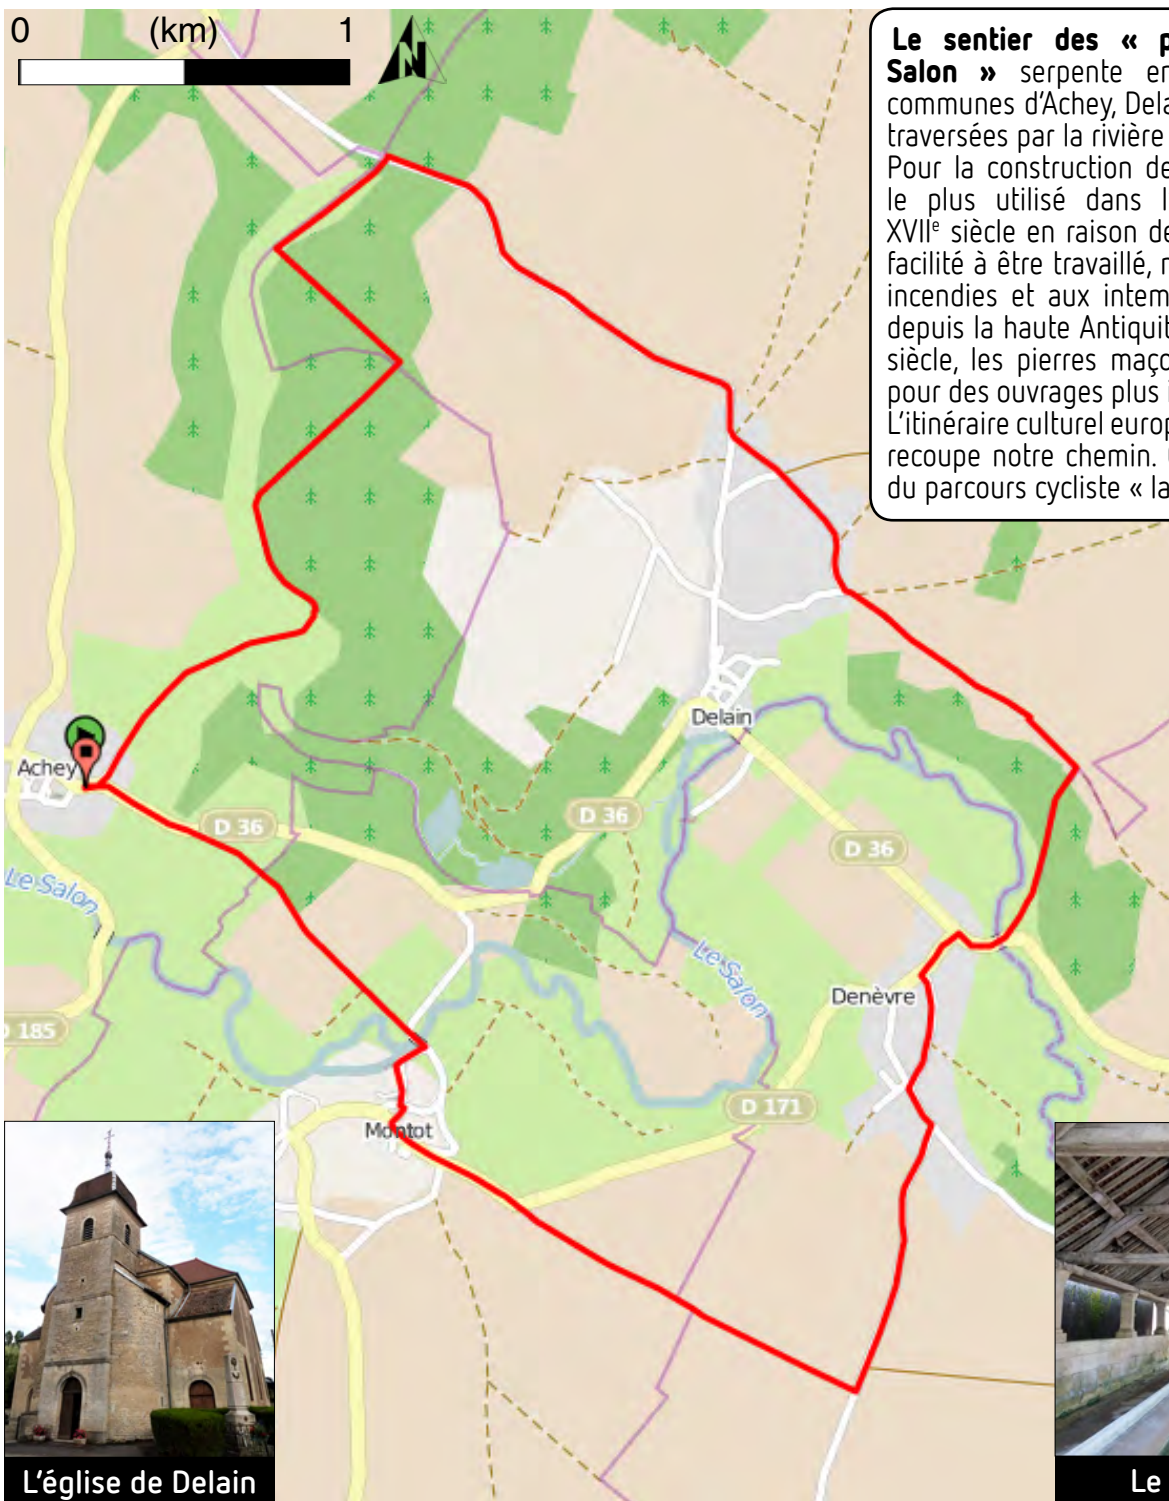 0 (km) 1
N
Le sentier des « p
Salon » serpente en
communes d'Achey, Dela
traversées par la rivière
Pour la construction de
le plus utilisé dans l
XVIIe siècle en raison de
facilité à être travaillé, r
incendies et aux intem
depuis la haute Antiquit
siècle, les pierres maço
pour des ouvrages plus i
L'itinéraire culturel europ
recoupe notre chemin.
du parcours cycliste « la
Delain
Achey
D 36
D 36
D 36
Le Salon
Le Salon
Denèvre
D 185
D 171
Montot
L'église de Delain
Le